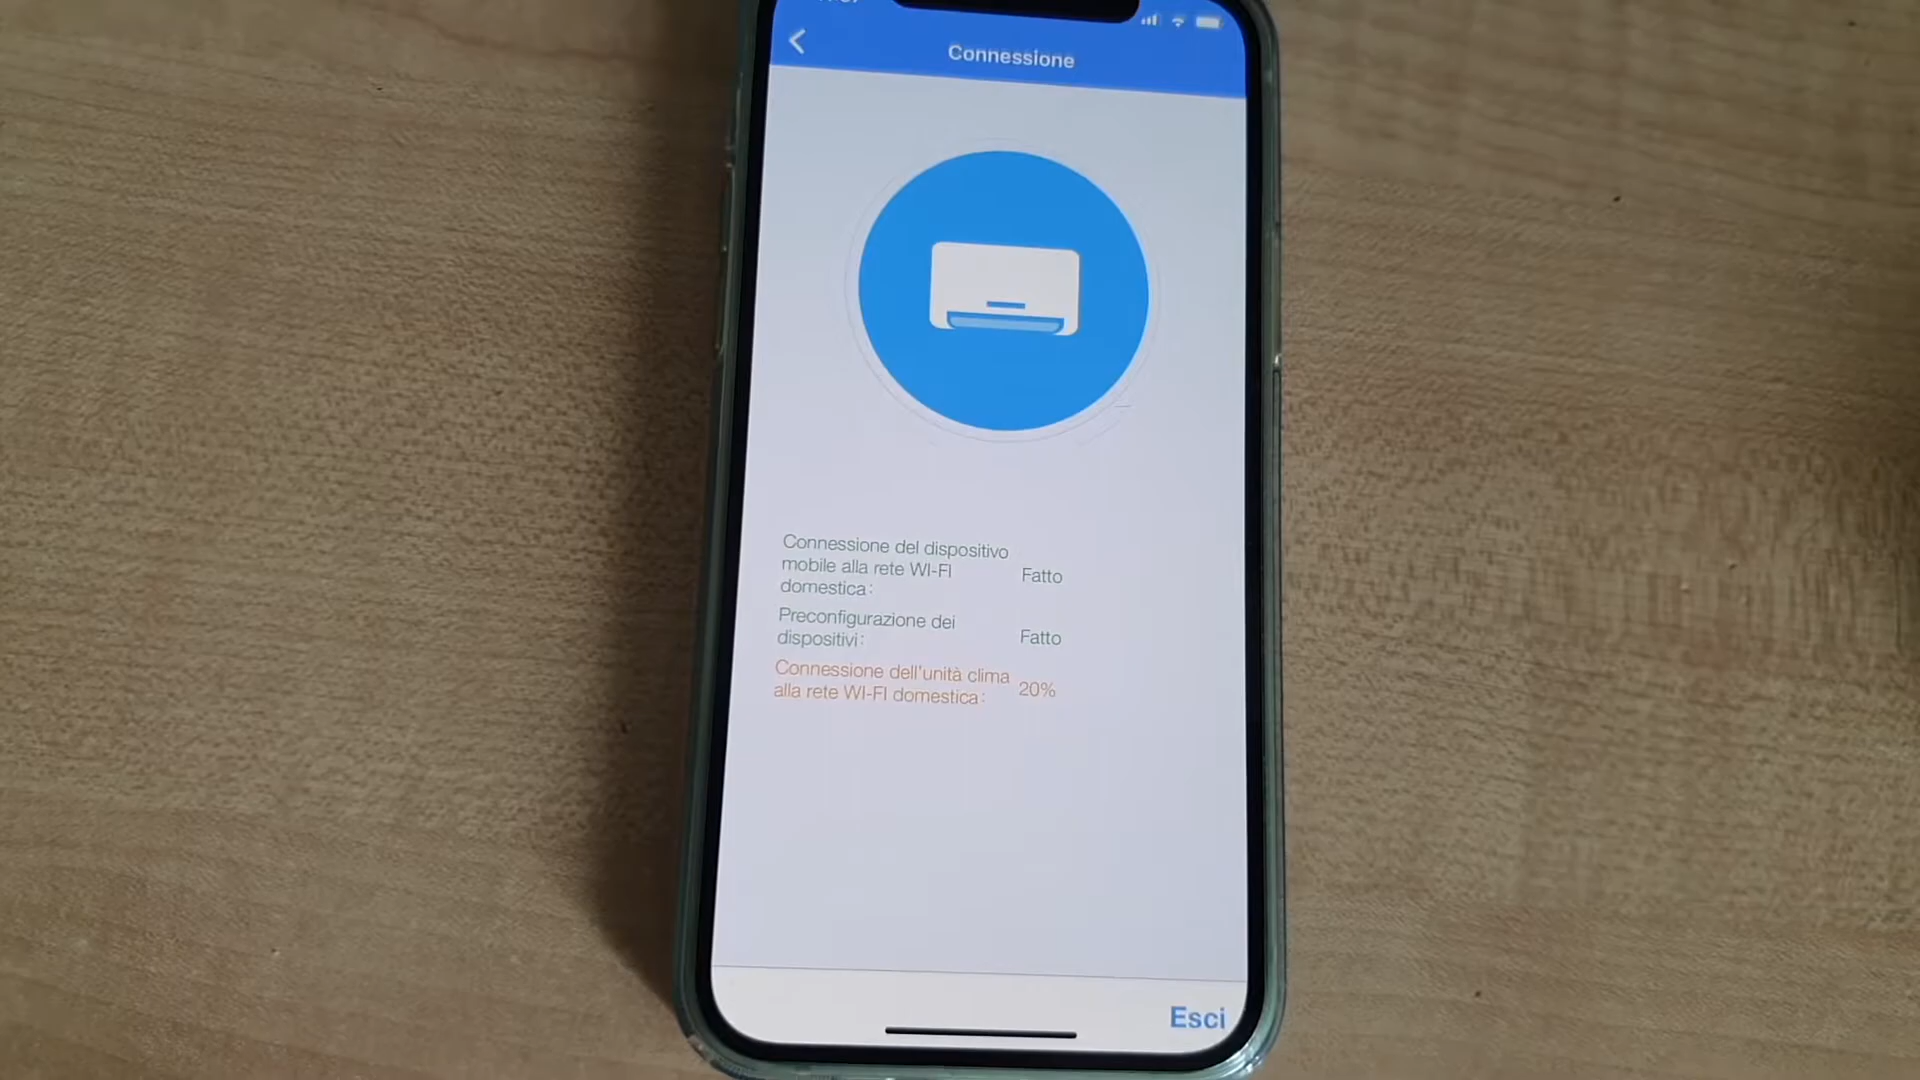 Connessione
Connessione del dispositivo
mobile alla rete WI-FI
domestica:
Fatto
Preconfigurazione dei
dispositivi:
Fatto
Connessione dell'unità clima
alla rete WI-FI domestica:
20%
Esci